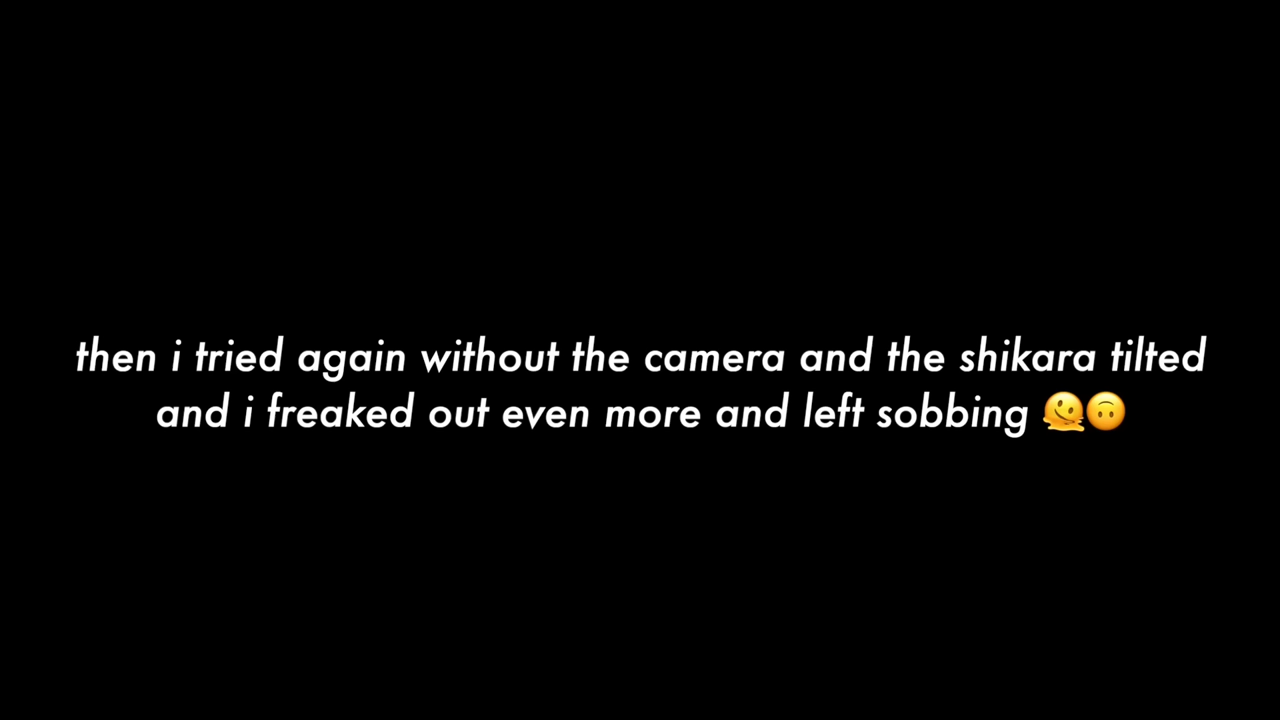 then i tried again without the camera and the shikara tilted
and i freaked out even more and left sobbing 🫠🙃